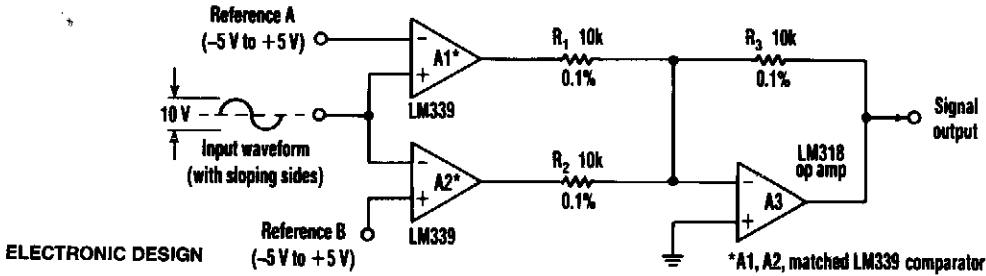 Reference A
(–5 V to +5 V)
–
A1*
+
LM339
R1 10k
0.1%
R3 10k
0.1%
10 V
Input waveform
(with sloping sides)
Signal
output
–
A2*
+
LM339
R2 10k
0.1%
LM318
op amp
–
A3
+
Reference B
(–5 V to +5 V)
ELECTRONIC DESIGN
*A1, A2, matched LM339 comparator